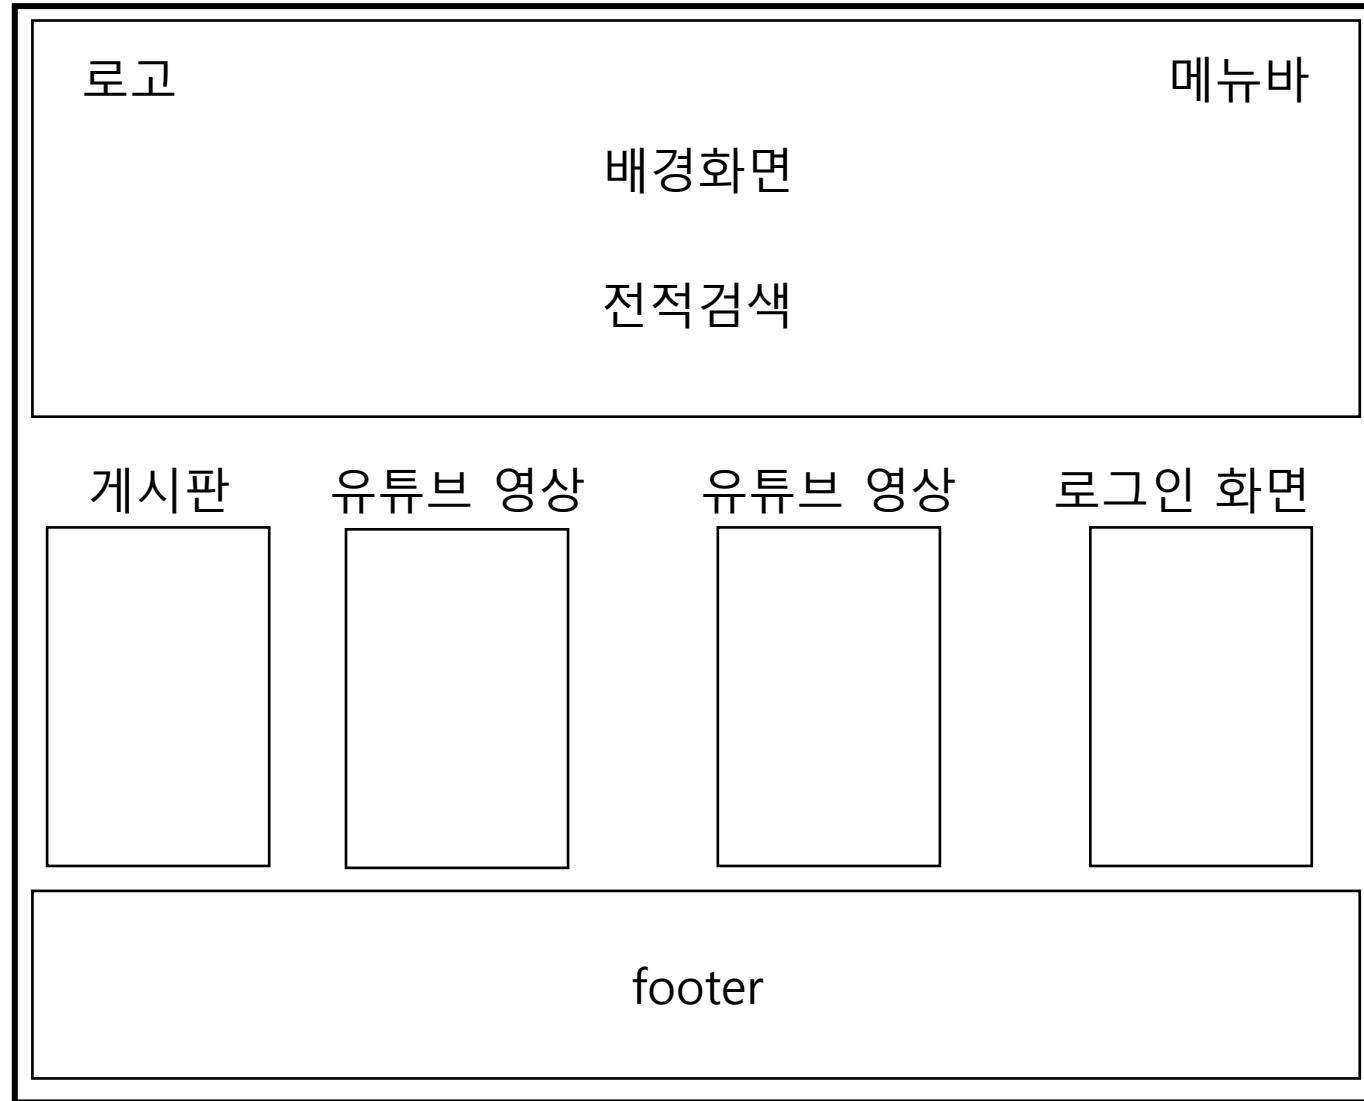 로고
메뉴바
배경화면
전적검색
게시판
유튜브 영상
유튜브 영상
로그인 화면
footer